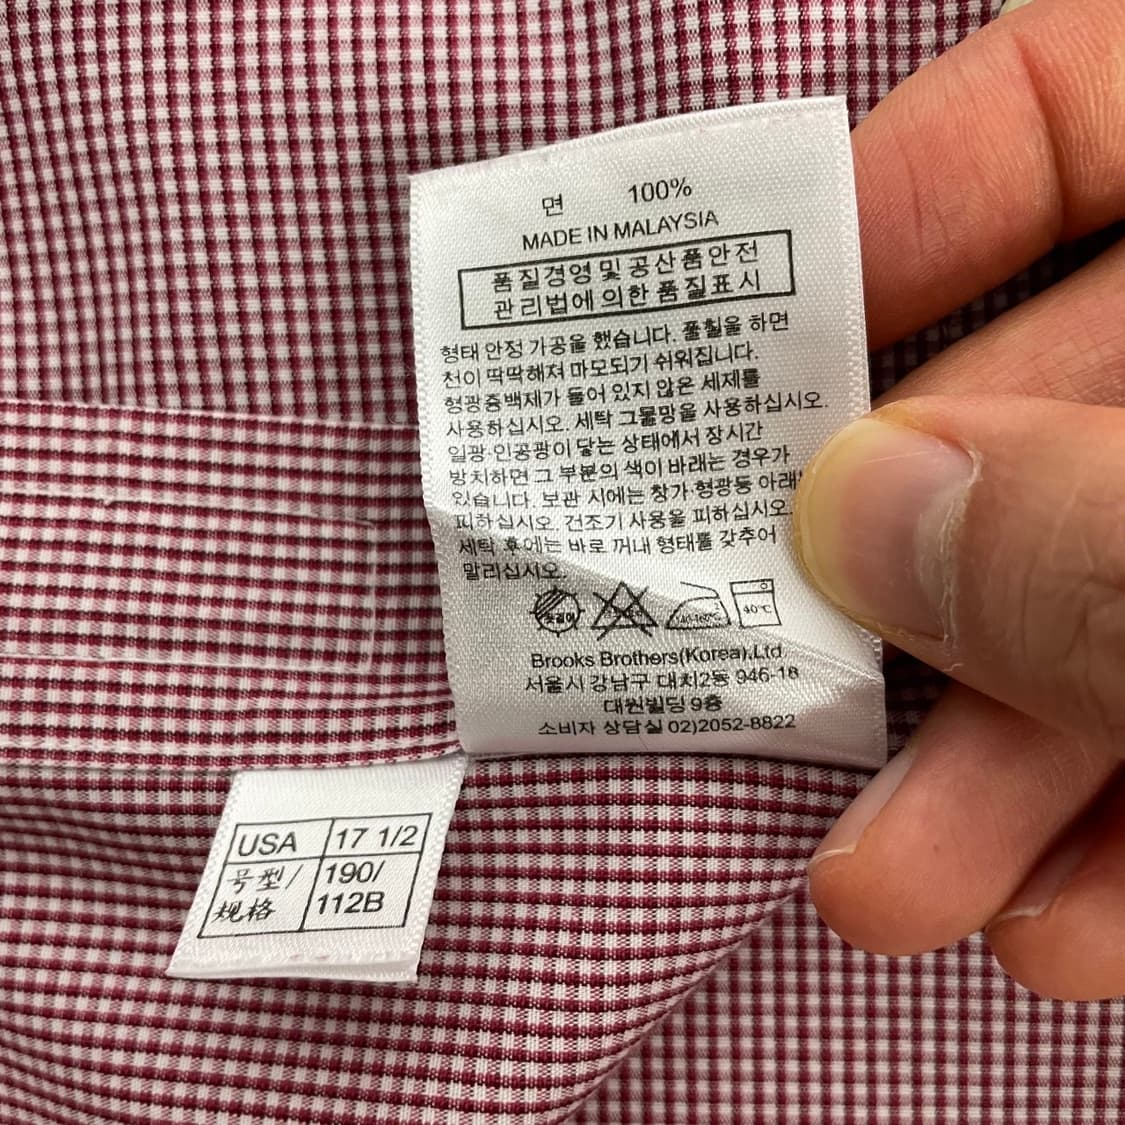 면 100%
MADE IN MALAYSIA
품질경영 및 공산품안전
관리법에 의한 품질표시
형태 안정 가공을 했습니다. 풀칠을 하면
천이 딱딱해져 마모되기 쉬워집니다.
형광증백제가 들어 있지 않은 세제를
사용하십시오. 세탁 그물망을 사용하십시오.
일광·인공광이 닿는 상태에서 장시간
방치하면 그 부분의 색이 바래는 경우가
있습니다. 보관 시에는 창가·형광등 아래
피하십시오. 건조기 사용을 피하십시오.
세탁 후에는 바로 꺼내 형태를 갖추어
말리십시오.
옷걸이 40℃
Brooks Brothers(Korea).Ltd.
서울시 강남구 대치2동 946-18
대원빌딩 9층
소비자 상담실 02)2052-8822
USA 17 1/2
号型/ 190/
规格 112B